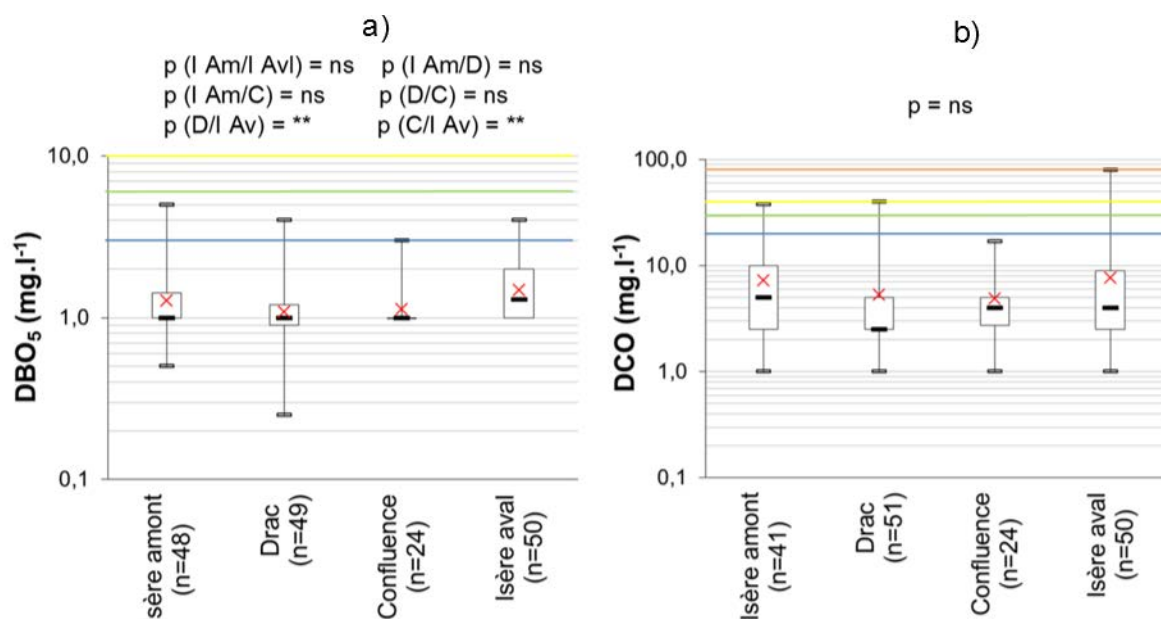 a)
p (I Am/I Avl) = ns p (I Am/D) = ns
p (I Am/C) = ns p (D/C) = ns
p (D/I Av) = ** p (C/I Av) = **
10,0
1,0
0,1
DBO5 (mg.l-1)
sère amont
(n=48)
Drac
(n=49)
Confluence
(n=24)
Isère aval
(n=50)
b)
p = ns
100,0
10,0
1,0
0,1
DCO (mg.l-1)
Isère amont
(n=41)
Drac
(n=51)
Confluence
(n=24)
Isère aval
(n=50)